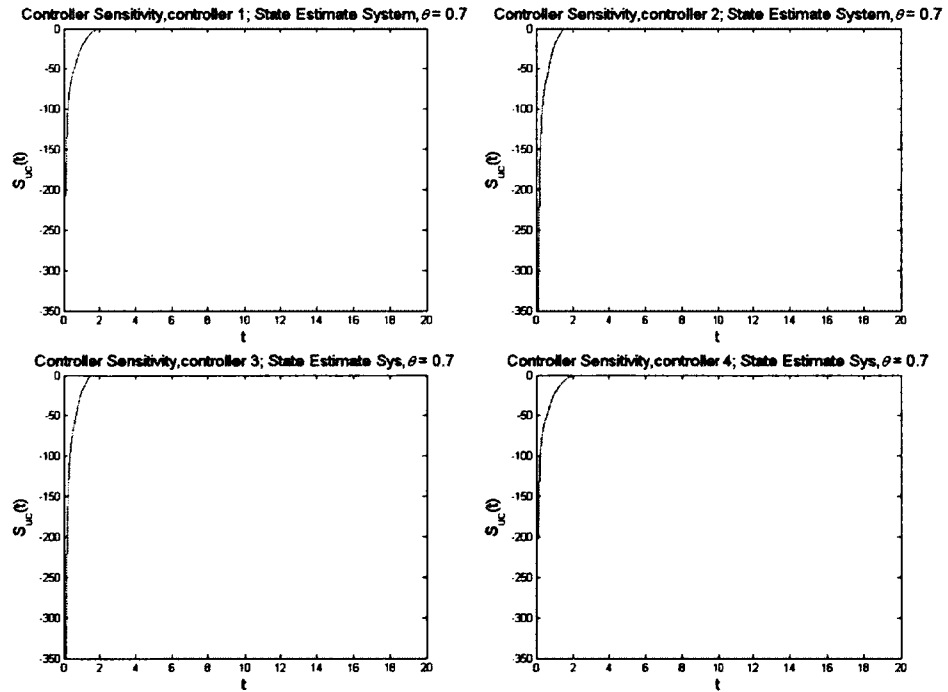 Controller Sensitivity,controller 1; State Estimate System, θ = 0.7
0
-50
-100
-150
-200
-250
-300
-350
S_uc(t)
0 2 4 6 8 10 12 14 16 18 20
t
Controller Sensitivity,controller 2; State Estimate System, θ = 0.7
0
-50
-100
-150
-200
-250
-300
-350
S_uc(t)
0 2 4 6 8 10 12 14 16 18 20
t
Controller Sensitivity,controller 3; State Estimate Sys, θ = 0.7
0
-50
-100
-150
-200
-250
-300
-350
S_uc(t)
0 2 4 6 8 10 12 14 16 18 20
t
Controller Sensitivity,controller 4; State Estimate Sys, θ = 0.7
0
-50
-100
-150
-200
-250
-300
-350
S_uc(t)
0 2 4 6 8 10 12 14 16 18 20
t